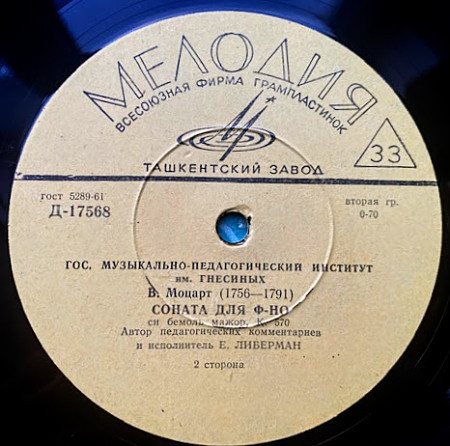 МЕЛОДИЯ
ВСЕСОЮЗНАЯ ФИРМА ГРАМПЛАСТИНОК
ТАШКЕНТСКИЙ ЗАВОД
33
ГОСТ 5289-61
Д-17568
вторая гр.
0-70
ГОС. МУЗЫКАЛЬНО-ПЕДАГОГИЧЕСКИЙ ИНСТИТУТ
им. ГНЕСИНЫХ
В. Моцарт (1756—1791)
СОНАТА ДЛЯ Ф-НО
си бемоль мажор, К. 570
Автор педагогических комментариев
и исполнитель Е. ЛИБЕРМАН
2 сторона